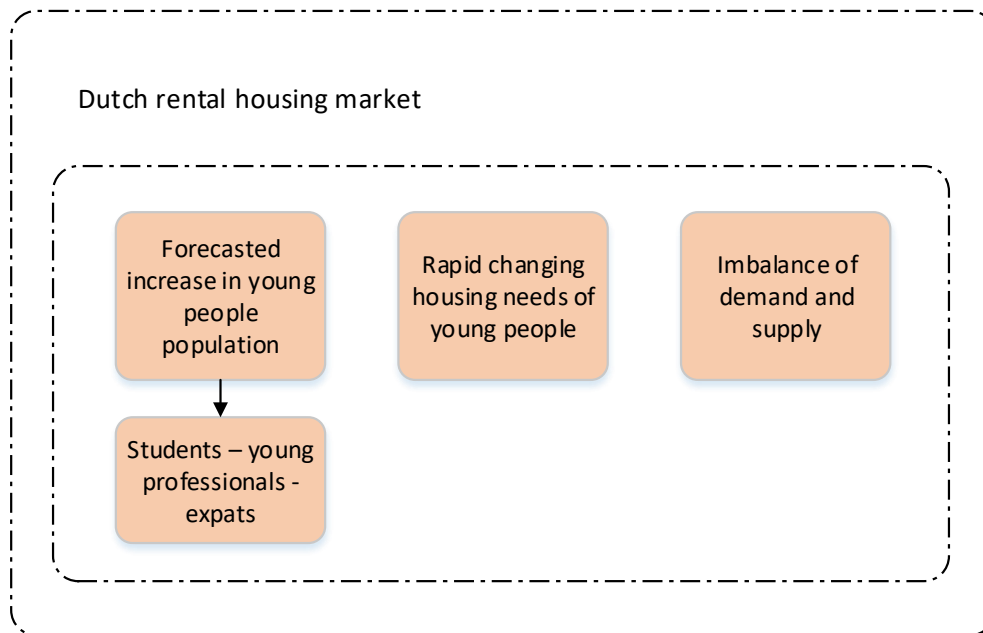 Dutch rental housing market
Forecasted
increase in young
people
population
Rapid changing
housing needs of
young people
Imbalance of
demand and
supply
Students – young
professionals -
expats